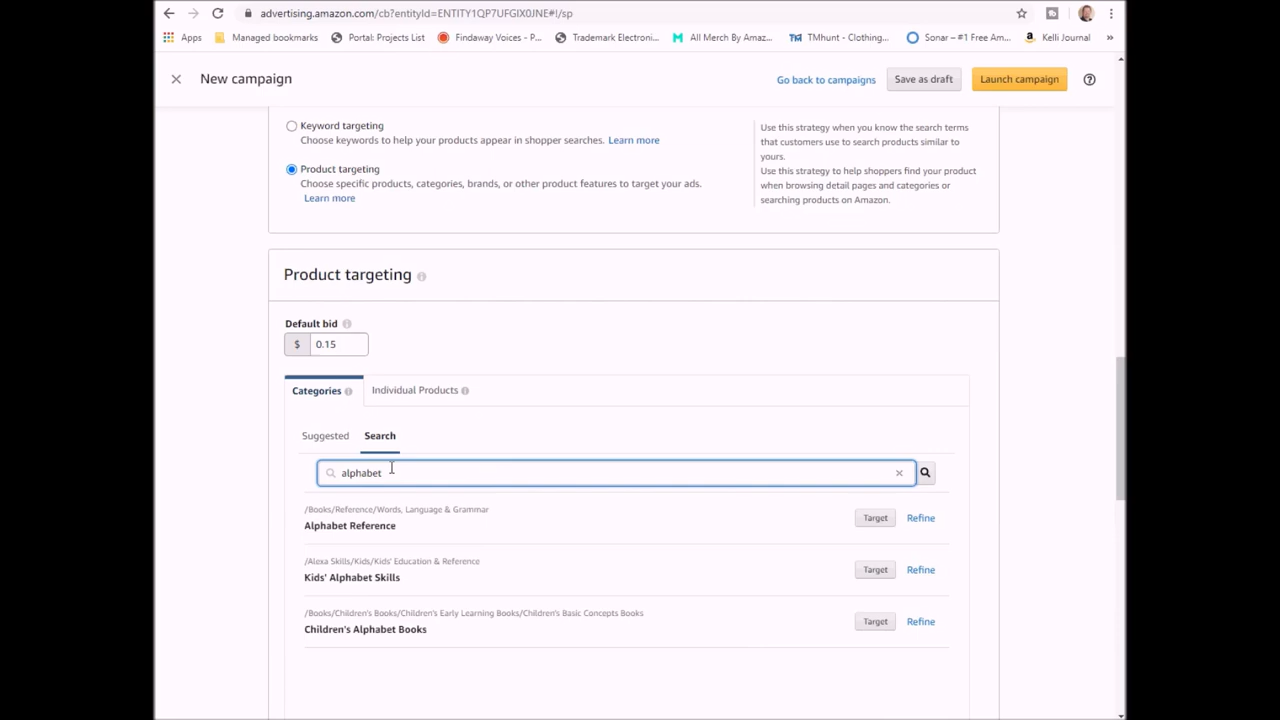 advertising.amazon.com/cb?entityId=ENTITY1QP7UFGIX0JNE#!/sp
Apps Managed bookmarks Portal: Projects List Findaway Voices - P... Trademark Electroni... All Merch By Amaz... TMhunt - Clothing... Sonar – #1 Free Am... Kelli Journal »
New campaign Go back to campaigns Save as draft Launch campaign ?
Keyword targeting
Choose keywords to help your products appear in shopper searches. Learn more
Product targeting
Choose specific products, categories, brands, or other product features to target your ads.
Learn more
Use this strategy when you know the search terms
that customers use to search products similar to
yours.
Use this strategy to help shoppers find your product
when browsing detail pages and categories or
searching products on Amazon.
Product targeting
Default bid
$ 0.15
Categories Individual Products
Suggested Search
alphabet
/Books/Reference/Words, Language & Grammar
Alphabet Reference Target Refine
/Alexa Skills/Kids/Kids' Education & Reference
Kids' Alphabet Skills Target Refine
/Books/Children's Books/Children's Early Learning Books/Children's Basic Concepts Books
Children's Alphabet Books Target Refine